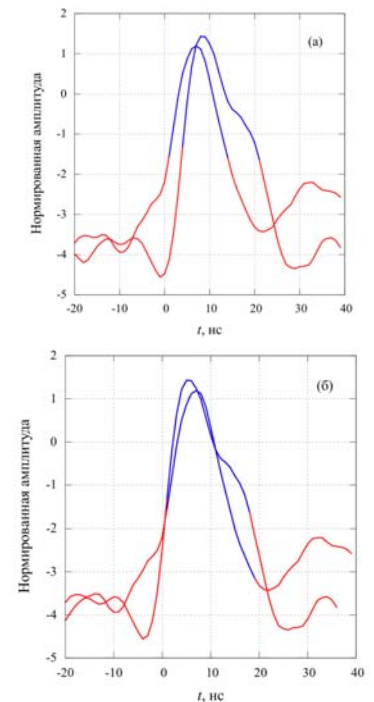 (а)
Нормированная амплитуда
2
1
0
-1
-2
-3
-4
-5
-20 -10 0 10 20 30 40
t, нс
(б)
Нормированная амплитуда
2
1
0
-1
-2
-3
-4
-5
-20 -10 0 10 20 30 40
t, нс